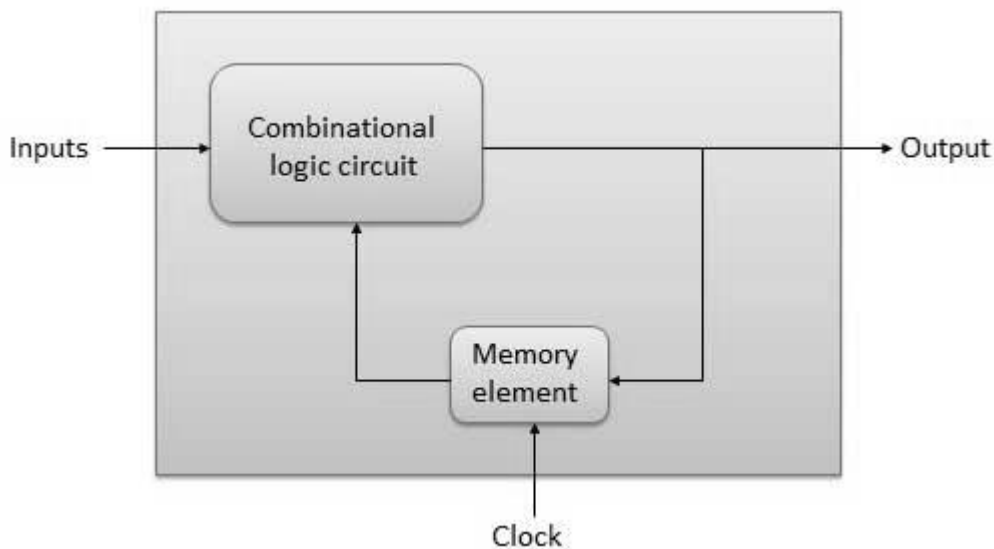 Combinational
logic circuit
Inputs
Output
Memory
element
Clock